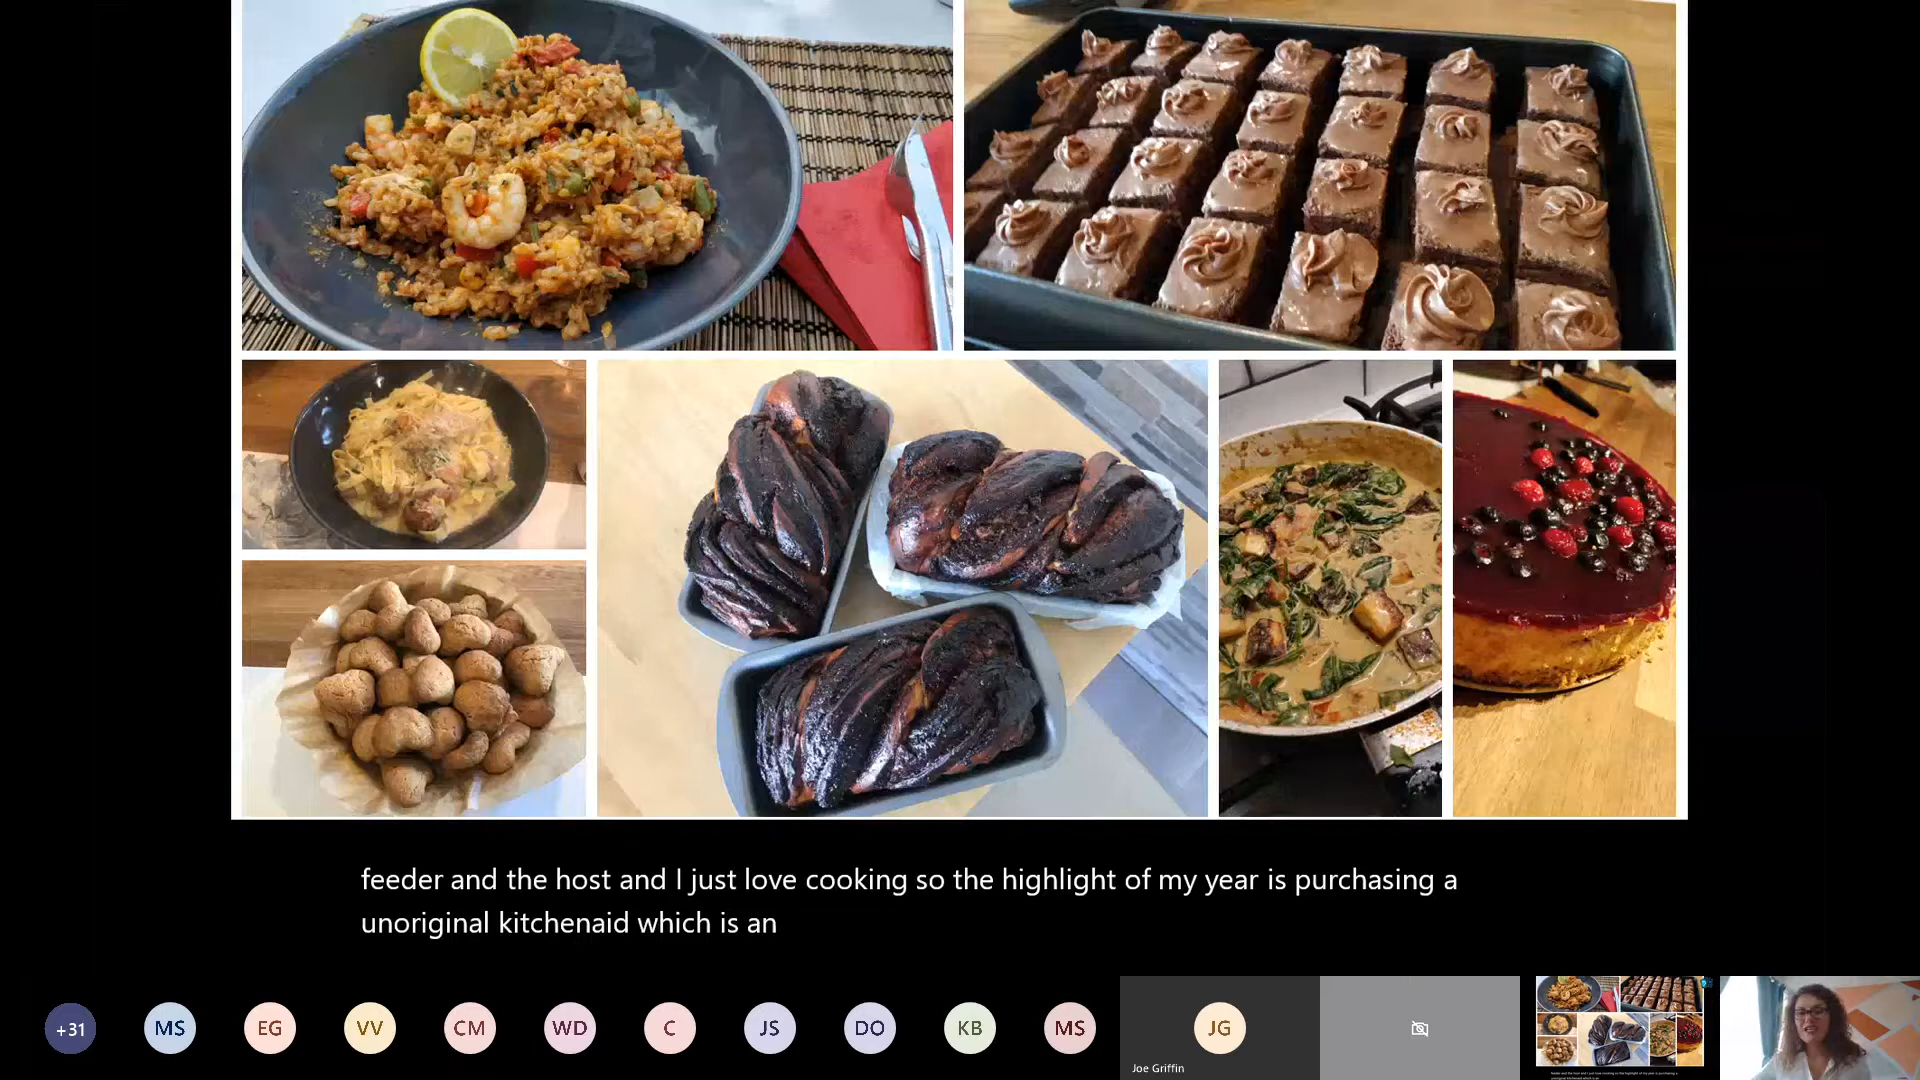 feeder and the host and I just love cooking so the highlight of my year is purchasing a
unoriginal kitchenaid which is an
+31
MS
EG
VV
CM
WD
C
JS
DO
KB
MS
JG
Joe Griffin